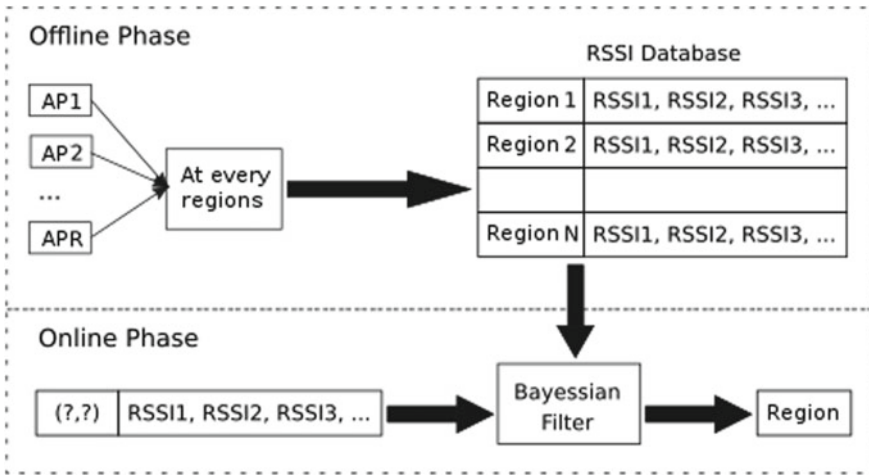 Offline Phase
RSSI Database
AP1
AP2
...
APR
At every
regions
Region 1 RSSI1, RSSI2, RSSI3, ...
Region 2 RSSI1, RSSI2, RSSI3, ...
Region N RSSI1, RSSI2, RSSI3, ...
Online Phase
(?,?) RSSI1, RSSI2, RSSI3, ...
Bayessian
Filter
Region